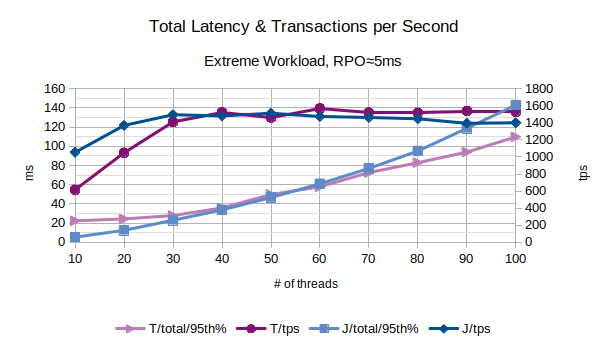 Total Latency & Transactions per Second
Extreme Workload, RPO≈5ms
160 1800
140 1600
120 1400
100 1200
80 1000
60 800
40 600
20 400
0 200
0
ms
tps
10 20 30 40 50 60 70 80 90 100
# of threads
T/total/95th% T/tps J/total/95th% J/tps